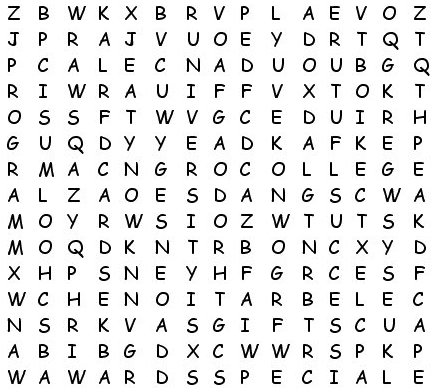 Z B W K X B R V P L A E V O Z
J P R A J V U O E Y D R T Q T
P C A L E C N A D U O U B G Q
R I W R A U I F F V X T O K T
O S S F T W V G C E D U I R H
G U Q D Y Y E A D K A F K E P
R M A C N G R O C O L L E G E
A L Z A O E S D A N G S C W A
M O Y R W S I O Z W T U T S K
M O Q D K N T R B O N C X Y D
X H P S N E Y H F G R C E S F
W C H E N O I T A R B E L E C
N S R K V A S G I F T S C U A
A B I B G D X C W W R S P K P
W A W A R D S S P E C I A L E